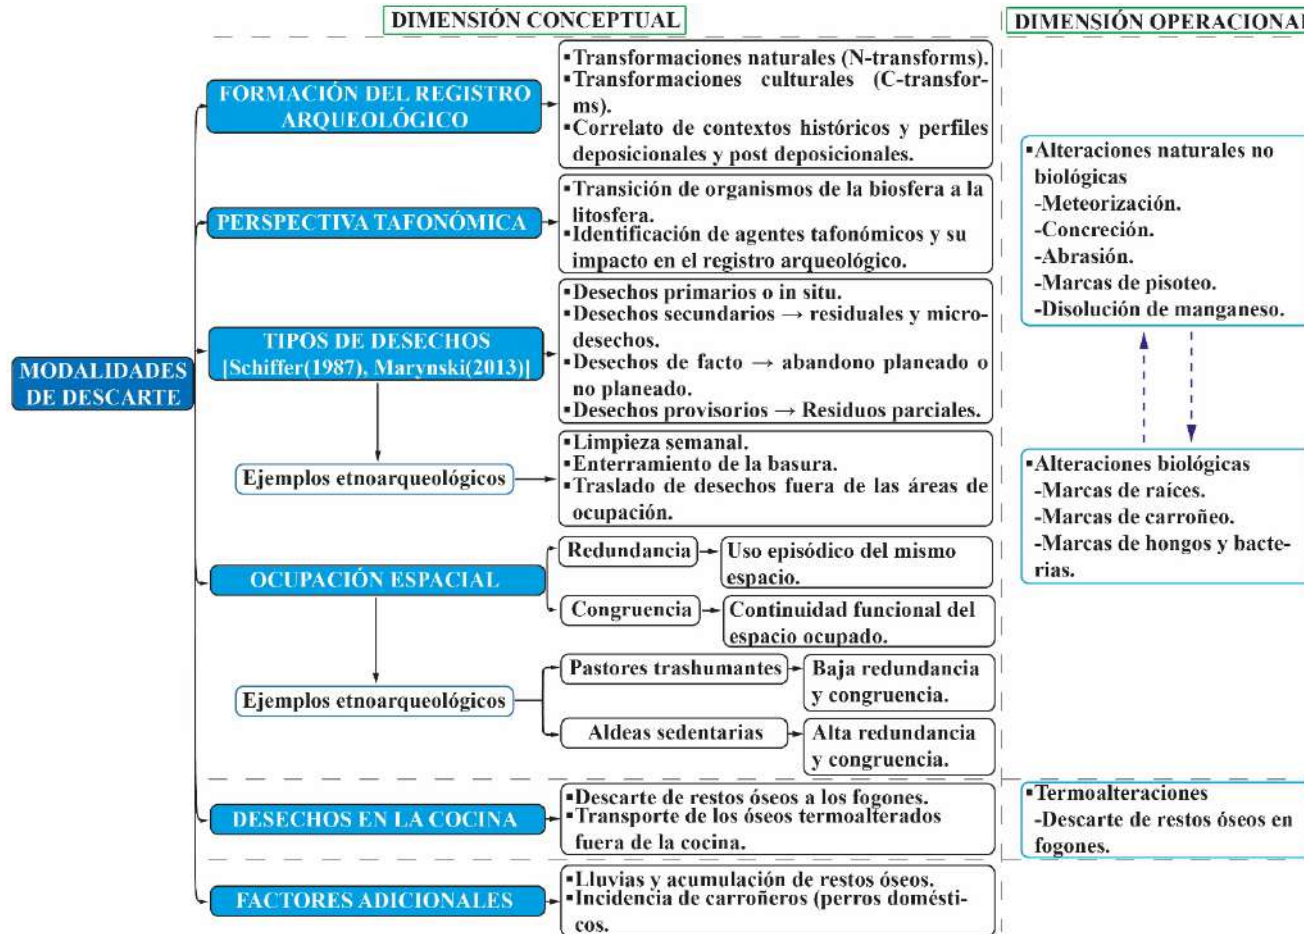 DIMENSIÓN CONCEPTUAL
DIMENSIÓN OPERACIONAL
MODALIDADES
DE DESCARTE
FORMACIÓN DEL REGISTRO
ARQUEOLÓGICO
▪Transformaciones naturales (N-transforms).
▪Transformaciones culturales (C-transfor-
ms).
▪Correlato de contextos históricos y perfiles
deposicionales y post deposicionales.
PERSPECTIVA TAFONÓMICA
▪Transición de organismos de la biosfera a la
litosfera.
▪Identificación de agentes tafonómicos y su
impacto en el registro arqueológico.
TIPOS DE DESECHOS
[Schiffer(1987), Marynski(2013)]
▪Desechos primarios o in situ.
▪Desechos secundarios → residuales y micro-
desechos.
▪Desechos de facto → abandono planeado o
no planeado.
▪Desechos provisorios → Residuos parciales.
Ejemplos etnoarqueológicos
▪Limpieza semanal.
▪Enterramiento de la basura.
▪Traslado de desechos fuera de las áreas de
ocupación.
OCUPACIÓN ESPACIAL
Redundancia
Uso episódico del mismo
espacio.
Congruencia
Continuidad funcional del
espacio ocupado.
Ejemplos etnoarqueológicos
Pastores trashumantes
Baja redundancia
y congruencia.
Aldeas sedentarias
Alta redundancia
y congruencia.
DESECHOS EN LA COCINA
▪Descarte de restos óseos a los fogones.
▪Transporte de los óseos termoalterados
fuera de la cocina.
FACTORES ADICIONALES
▪Lluvias y acumulación de restos óseos.
▪Incidencia de carroñeros (perros domésti-
cos.
▪Alteraciones naturales no
biológicas
-Meteorización.
-Concreción.
-Abrasión.
-Marcas de pisoteo.
-Disolución de manganeso.
▪Alteraciones biológicas
-Marcas de raíces.
-Marcas de carroñeo.
-Marcas de hongos y bacte-
rias.
▪Termoalteraciones
-Descarte de restos óseos en
fogones.